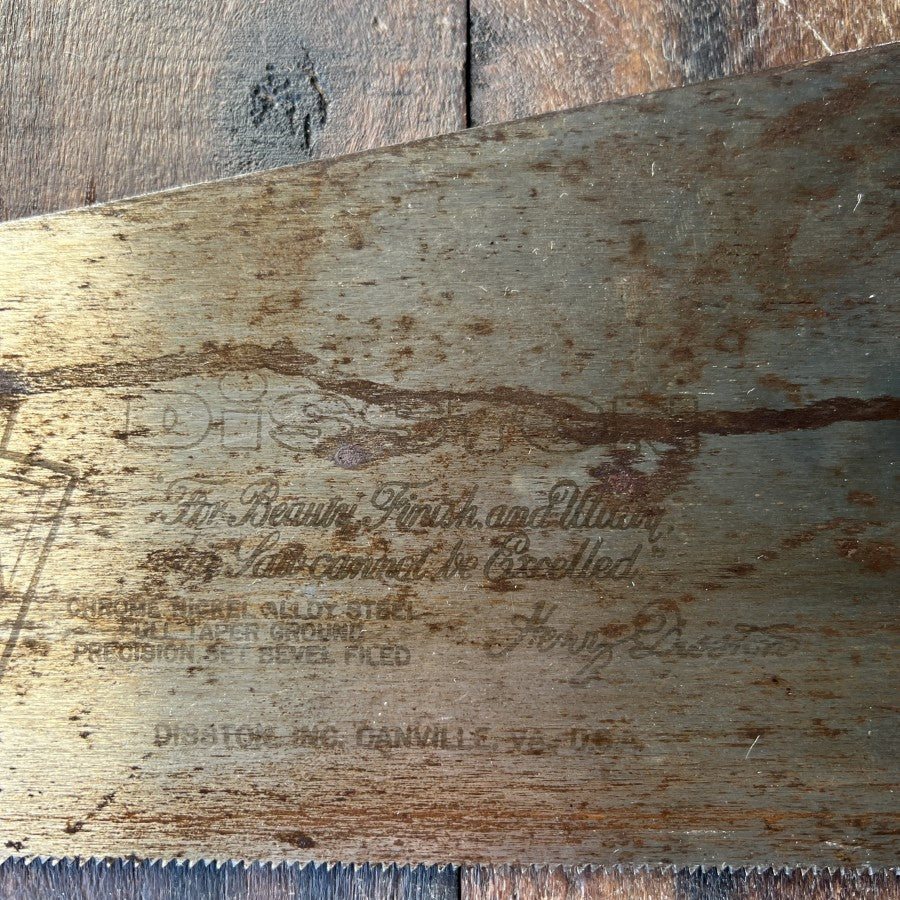 DISSTON
"For Beauty, Finish, and Utility,
this Saw cannot be Excelled."
CHROME NICKEL ALLOY STEEL
FULL TAPER GROUND
PRECISION SET BEVEL FILED
Henry Disston
DISSTON, INC. DANVILLE, VA. U.S.A.